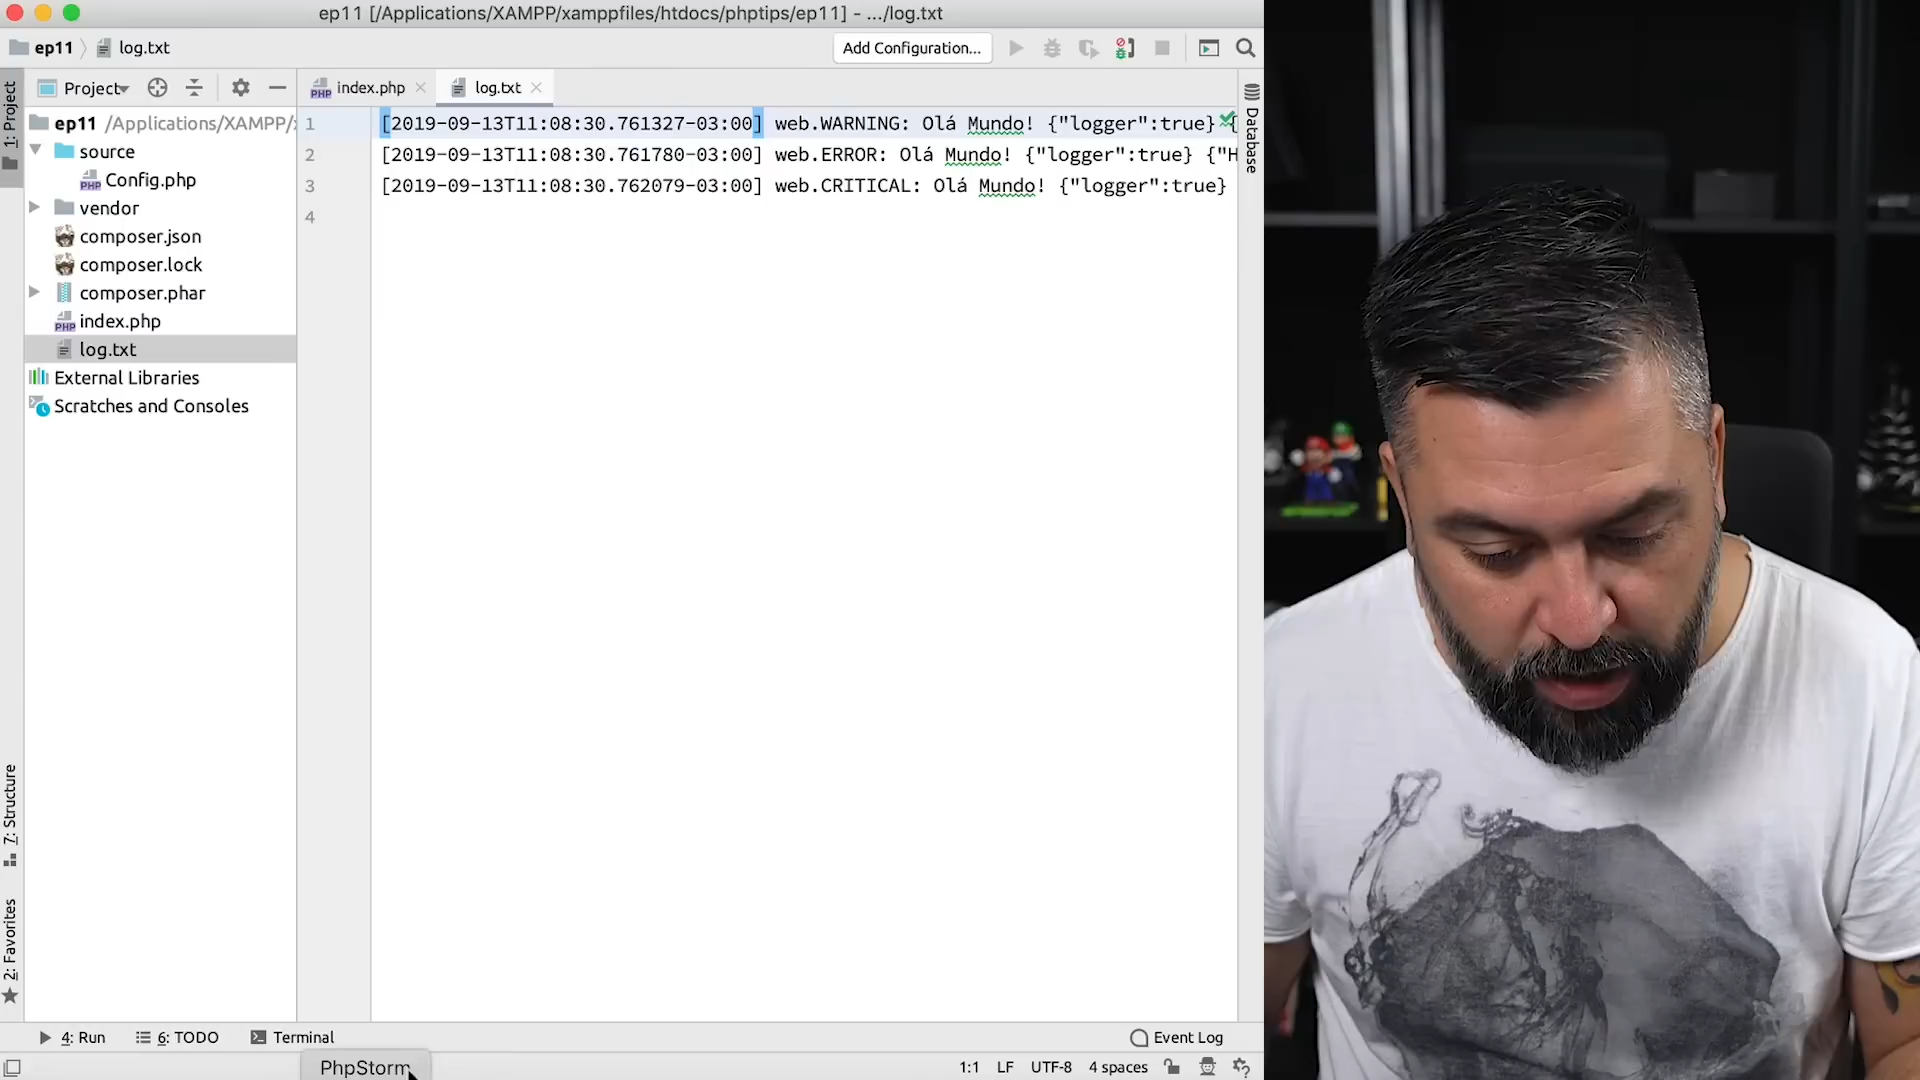 ep11 [/Applications/XAMPP/xamppfiles/htdocs/phptips/ep11] - .../log.txt
ep11 log.txt
Add Configuration...
1: Project
Project
index.php
log.txt
ep11 /Applications/XAMPP/
source
Config.php
vendor
composer.json
composer.lock
composer.phar
index.php
log.txt
External Libraries
Scratches and Consoles
1 [2019-09-13T11:08:30.761327-03:00] web.WARNING: Olá Mundo! {"logger":true} {
2 [2019-09-13T11:08:30.761780-03:00] web.ERROR: Olá Mundo! {"logger":true} {"H
3 [2019-09-13T11:08:30.762079-03:00] web.CRITICAL: Olá Mundo! {"logger":true}
4
Database
7: Structure
2: Favorites
4: Run
6: TODO
Terminal
Event Log
PhpStorm
1:1 LF UTF-8 4 spaces